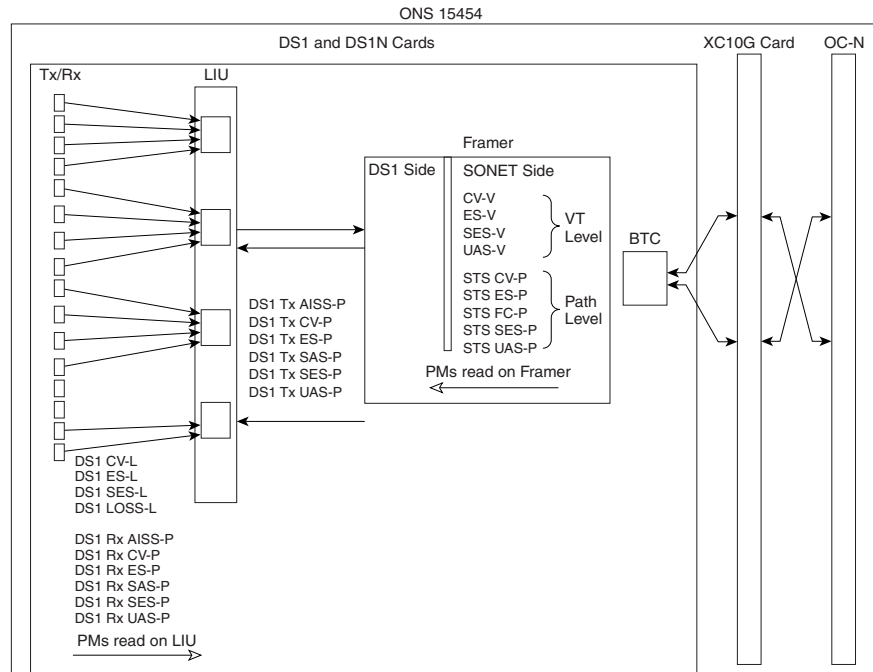 ONS 15454
DS1 and DS1N Cards
XC10G Card
OC-N
Tx/Rx
LIU
Framer
DS1 Side
SONET Side
CV-V
ES-V
SES-V
UAS-V
VT
Level
BTC
STS CV-P
STS ES-P
STS FC-P
STS SES-P
STS UAS-P
Path
Level
PMs read on Framer
DS1 Tx AISS-P
DS1 Tx CV-P
DS1 Tx ES-P
DS1 Tx SAS-P
DS1 Tx SES-P
DS1 Tx UAS-P
DS1 CV-L
DS1 ES-L
DS1 SES-L
DS1 LOSS-L
DS1 Rx AISS-P
DS1 Rx CV-P
DS1 Rx ES-P
DS1 Rx SAS-P
DS1 Rx SES-P
DS1 Rx UAS-P
PMs read on LIU